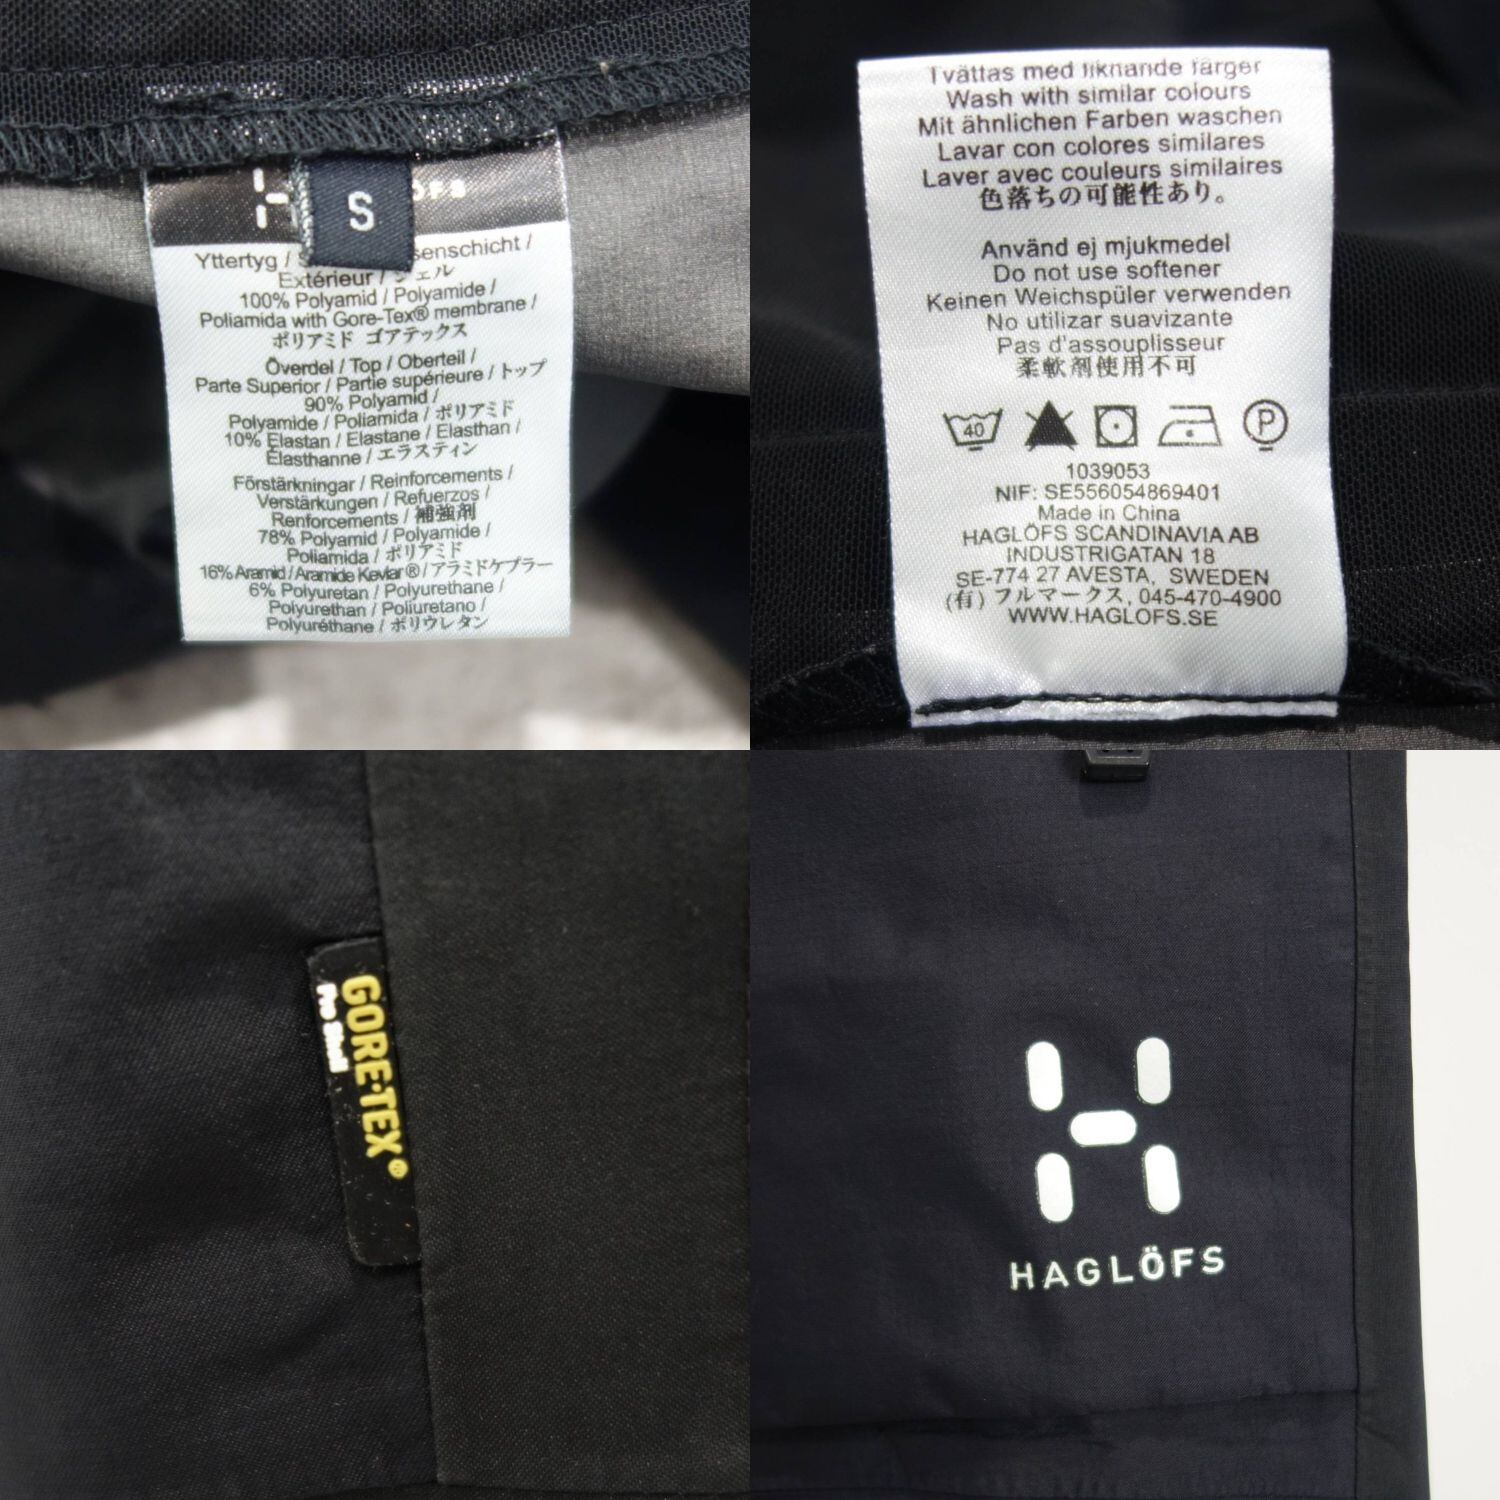 S
ÖFS
Yttertyg / senschicht /
Extérieur / シェル
100% Polyamid / Polyamide /
Poliamida with Gore-Tex® membrane /
ポリアミド ゴアテックス
Överdel / Top / Oberteil /
Parte Superior / Partie supérieure / トップ
90% Polyamid /
Polyamide / Poliamida / ポリアミド
10% Elastan / Elastane / Elasthan /
Elasthanne / エラスティン
Förstärkningar / Reinforcements /
Verstärkungen / Refuerzos /
Renforcements / 補強剤
78% Polyamid / Polyamide /
Poliamida / ポリアミド
16% Aramid / Aramide Kevlar® / アラミドケブラー
6% Polyuretan / Polyurethane /
Polyurethan / Poliuretano /
Polyuréthane / ポリウレタン
Tvättas med liknande färger
Wash with similar colours
Mit ähnlichen Farben waschen
Lavar con colores similares
Laver avec couleurs similaires
色落ちの可能性あり。
Använd ej mjukmedel
Do not use softener
Keinen Weichspüler verwenden
No utilizar suavizante
Pas d'assouplisseur
柔軟剤使用不可
40 P
1039053
NIF: SE556054869401
Made in China
HAGLÖFS SCANDINAVIA AB
INDUSTRIGATAN 18
SE-774 27 AVESTA, SWEDEN
(有) フルマークス, 045-470-4900
WWW.HAGLOFS.SE
GORE-TEX®
Pro Shell
HAGLÖFS